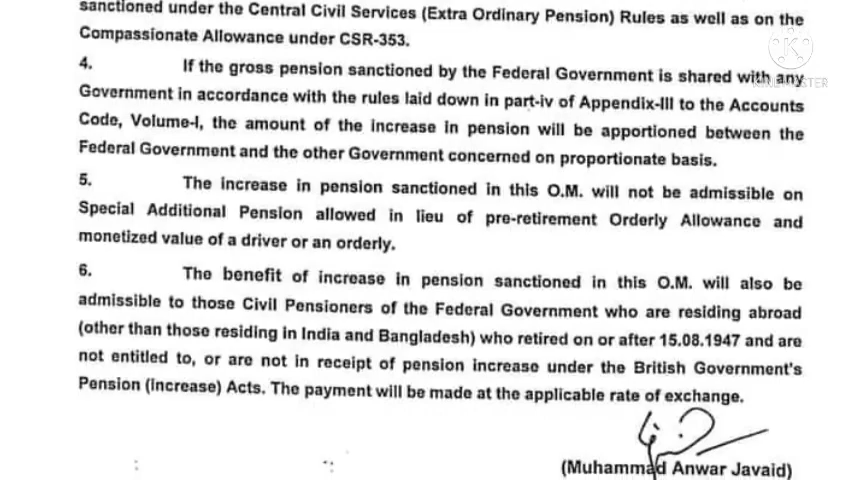 sanctioned under the Central Civil Services (Extra Ordinary Pension) Rules as well as on the
Compassionate Allowance under CSR-353.
4. If the gross pension sanctioned by the Federal Government is shared with any
Government in accordance with the rules laid down in part-iv of Appendix-III to the Accounts
Code, Volume-I, the amount of the increase in pension will be apportioned between the
Federal Government and the other Government concerned on proportionate basis.
5. The increase in pension sanctioned in this O.M. will not be admissible on
Special Additional Pension allowed in lieu of pre-retirement Orderly Allowance and
monetized value of a driver or an orderly.
6. The benefit of increase in pension sanctioned in this O.M. will also be
admissible to those Civil Pensioners of the Federal Government who are residing abroad
(other than those residing in India and Bangladesh) who retired on or after 15.08.1947 and are
not entitled to, or are not in receipt of pension increase under the British Government's
Pension (Increase) Acts. The payment will be made at the applicable rate of exchange.
(Muhammad Anwar Javaid)
KINEMASTER